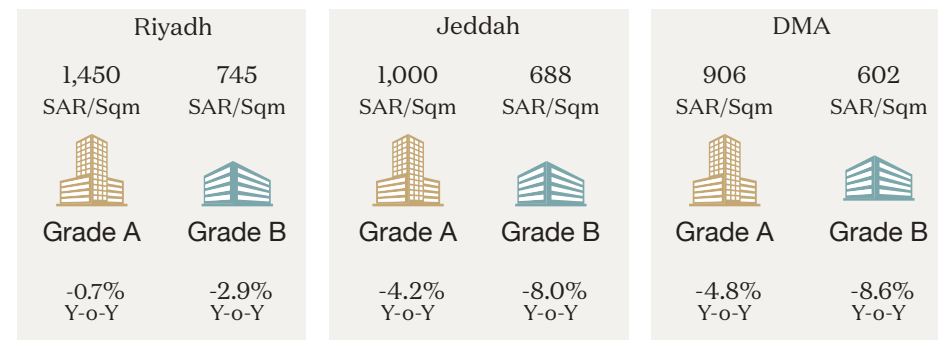 Riyadh
1,450
745
SAR/Sqm
SAR/Sqm
Grade A
Grade B
-0.7%
Y-o-Y
-2.9%
Y-o-Y
Jeddah
1,000
688
SAR/Sqm
SAR/Sqm
Grade A
Grade B
-4.2%
Y-o-Y
-8.0%
Y-o-Y
DMA
906
602
SAR/Sqm
SAR/Sqm
Grade A
Grade B
-4.8%
Y-o-Y
-8.6%
Y-o-Y